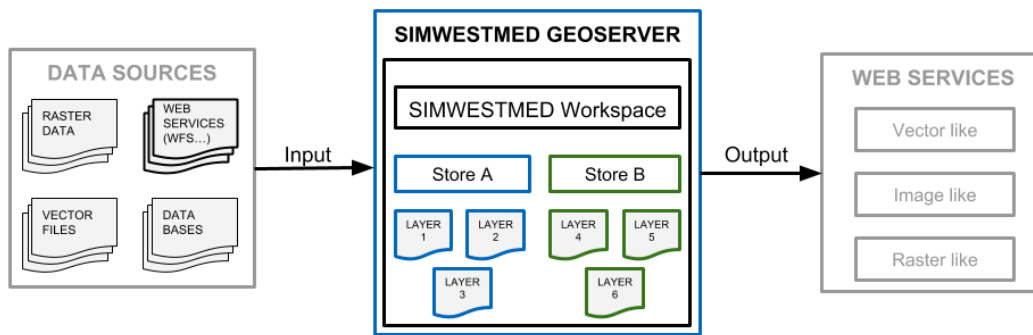 DATA SOURCES
RASTER
DATA
WEB
SERVICES
(WFS...)
VECTOR
FILES
DATA
BASES
Input
SIMWESTMED GEOSERVER
SIMWESTMED Workspace
Store A
Store B
LAYER
1
LAYER
2
LAYER
3
LAYER
4
LAYER
5
LAYER
6
Output
WEB SERVICES
Vector like
Image like
Raster like